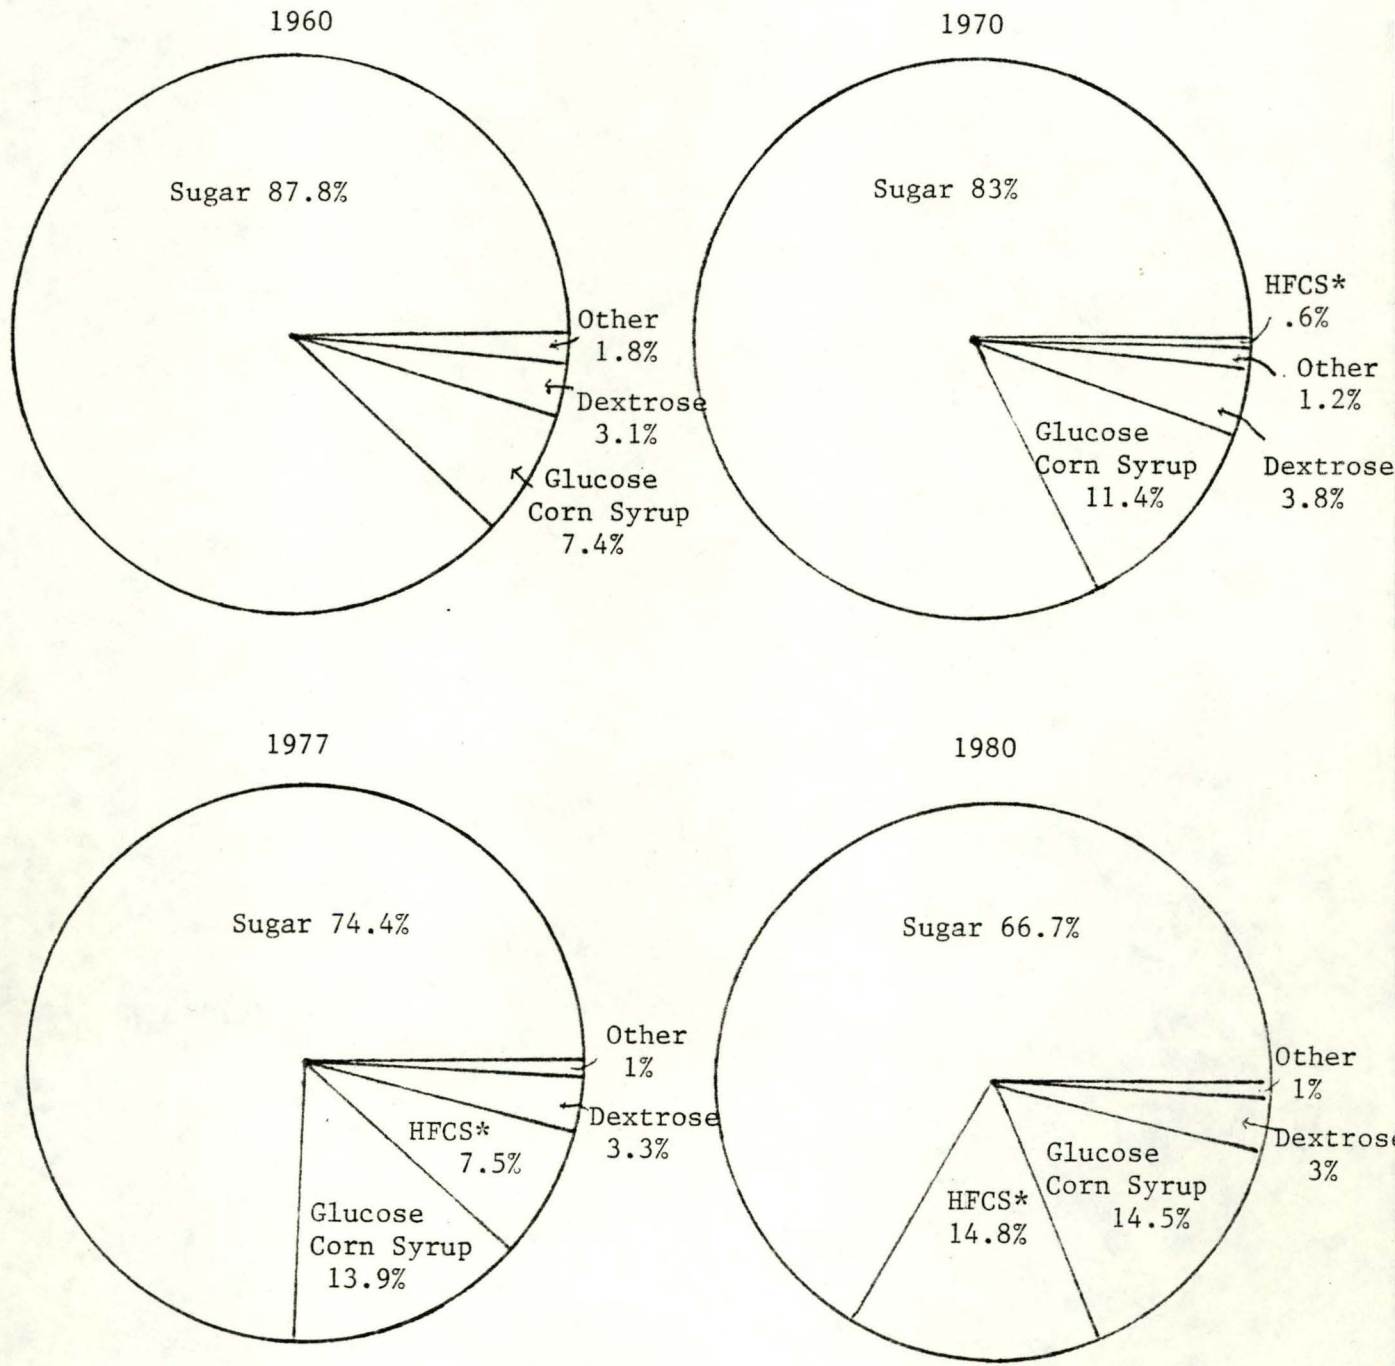 1960
Sugar 87.8%
Other
1.8%
Dextrose
3.1%
Glucose
Corn Syrup
7.4%
1970
Sugar 83%
HFCS*
.6%
Other
1.2%
Dextrose
3.8%
Glucose
Corn Syrup
11.4%
1977
Sugar 74.4%
Other
1%
Dextrose
3.3%
HFCS*
7.5%
Glucose
Corn Syrup
13.9%
1980
Sugar 66.7%
Other
1%
Dextrose
3%
Glucose
Corn Syrup
14.5%
HFCS*
14.8%